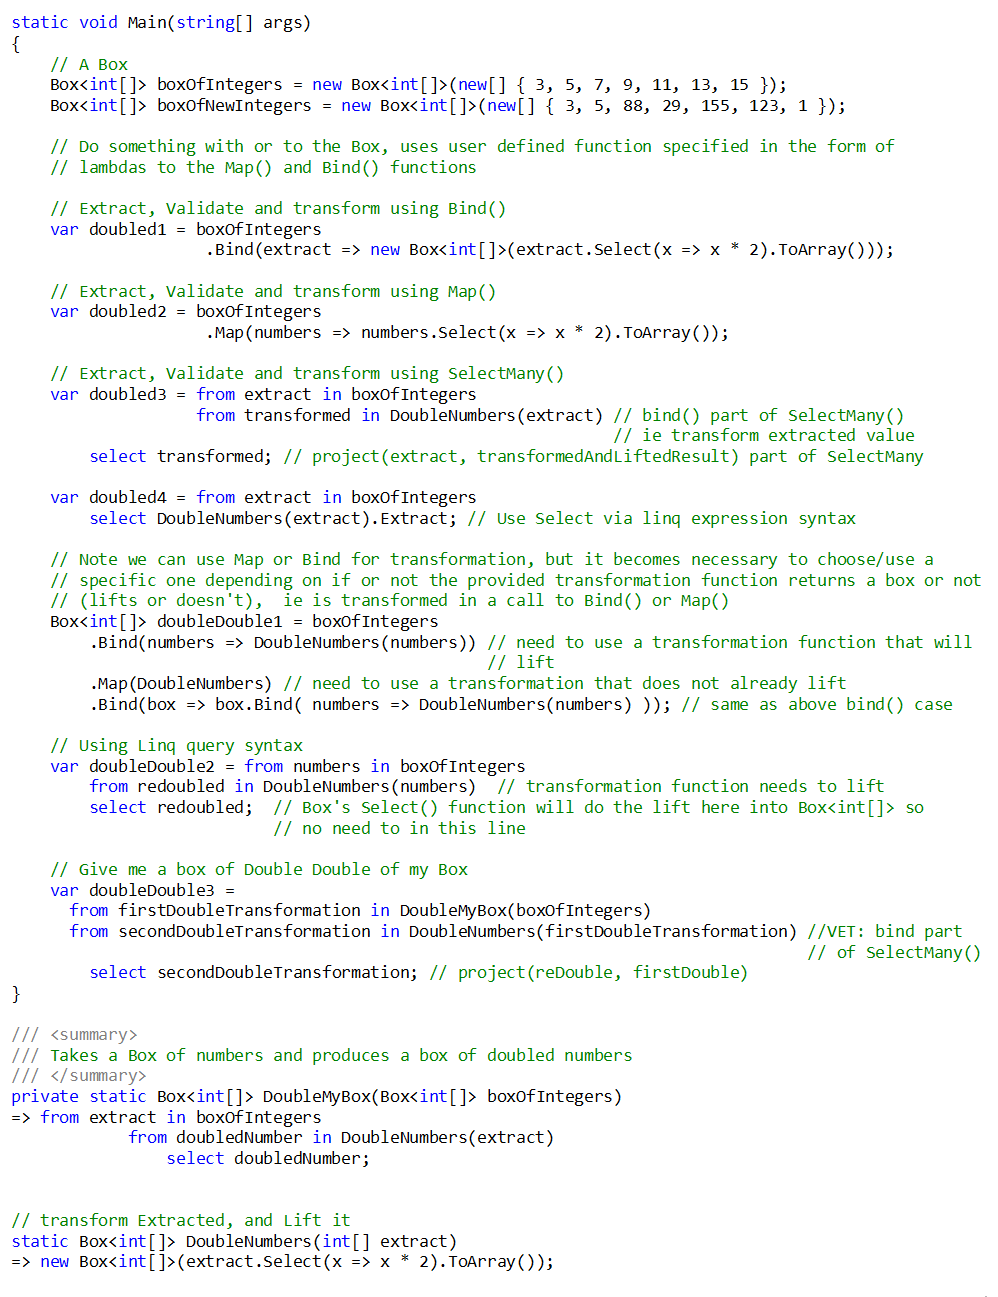 static void Main(string[] args)
{
// A Box
Box<int[]> boxOfIntegers = new Box<int[]>(new[] { 3, 5, 7, 9, 11, 13, 15 });
Box<int[]> boxOfNewIntegers = new Box<int[]>(new[] { 3, 5, 88, 29, 155, 123, 1 });
// Do something with or to the Box, uses user defined function specified in the form of
// lambdas to the Map() and Bind() functions
// Extract, Validate and transform using Bind()
var doubled1 = boxOfIntegers
.Bind(extract => new Box<int[]>(extract.Select(x => x * 2).ToArray()));
// Extract, Validate and transform using Map()
var doubled2 = boxOfIntegers
.Map(numbers => numbers.Select(x => x * 2).ToArray());
// Extract, Validate and transform using SelectMany()
var doubled3 = from extract in boxOfIntegers
from transformed in DoubleNumbers(extract) // bind() part of SelectMany()
// ie transform extracted value
select transformed; // project(extract, transformedAndLiftedResult) part of SelectMany
var doubled4 = from extract in boxOfIntegers
select DoubleNumbers(extract).Extract; // Use Select via linq expression syntax
// Note we can use Map or Bind for transformation, but it becomes necessary to choose/use a
// specific one depending on if or not the provided transformation function returns a box or not
// (lifts or doesn't),  ie is transformed in a call to Bind() or Map()
Box<int[]> doubleDouble1 = boxOfIntegers
.Bind(numbers => DoubleNumbers(numbers)) // need to use a transformation function that will
// lift
.Map(DoubleNumbers) // need to use a transformation that does not already lift
.Bind(box => box.Bind( numbers => DoubleNumbers(numbers) )); // same as above bind() case
// Using Linq query syntax
var doubleDouble2 = from numbers in boxOfIntegers
from redoubled in DoubleNumbers(numbers)  // transformation function needs to lift
select redoubled;  // Box's Select() function will do the lift here into Box<int[]> so
// no need to in this line
// Give me a box of Double Double of my Box
var doubleDouble3 =
from firstDoubleTransformation in DoubleMyBox(boxOfIntegers)
from secondDoubleTransformation in DoubleNumbers(firstDoubleTransformation) //VET: bind part
// of SelectMany()
select secondDoubleTransformation; // project(reDouble, firstDouble)
}
/// <summary>
/// Takes a Box of numbers and produces a box of doubled numbers
/// </summary>
private static Box<int[]> DoubleMyBox(Box<int[]> boxOfIntegers)
=> from extract in boxOfIntegers
from doubledNumber in DoubleNumbers(extract)
select doubledNumber;
// transform Extracted, and Lift it
static Box<int[]> DoubleNumbers(int[] extract)
=> new Box<int[]>(extract.Select(x => x * 2).ToArray());